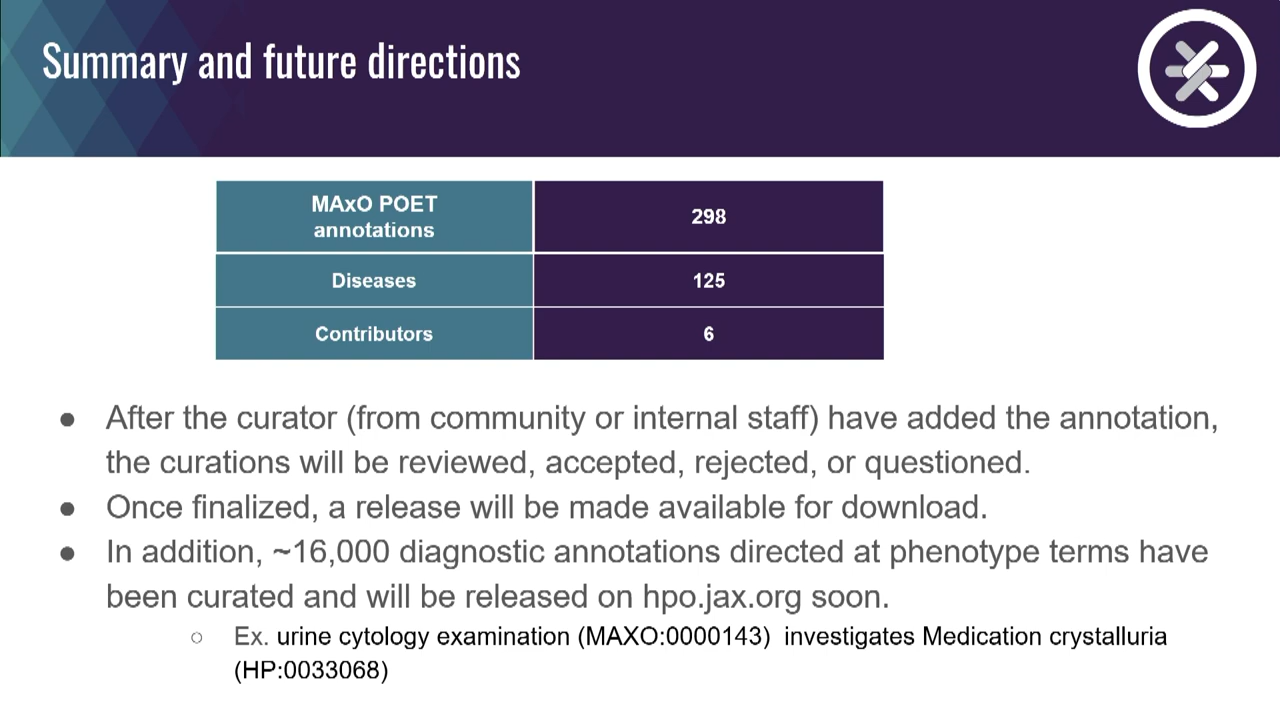 Summary and future directions
MAxO POET
annotations
298
Diseases
125
Contributors
6
● After the curator (from community or internal staff) have added the annotation,
the curations will be reviewed, accepted, rejected, or questioned.
● Once finalized, a release will be made available for download.
● In addition, ~16,000 diagnostic annotations directed at phenotype terms have
been curated and will be released on hpo.jax.org soon.
○ Ex. urine cytology examination (MAXO:0000143) investigates Medication crystalluria
(HP:0033068)